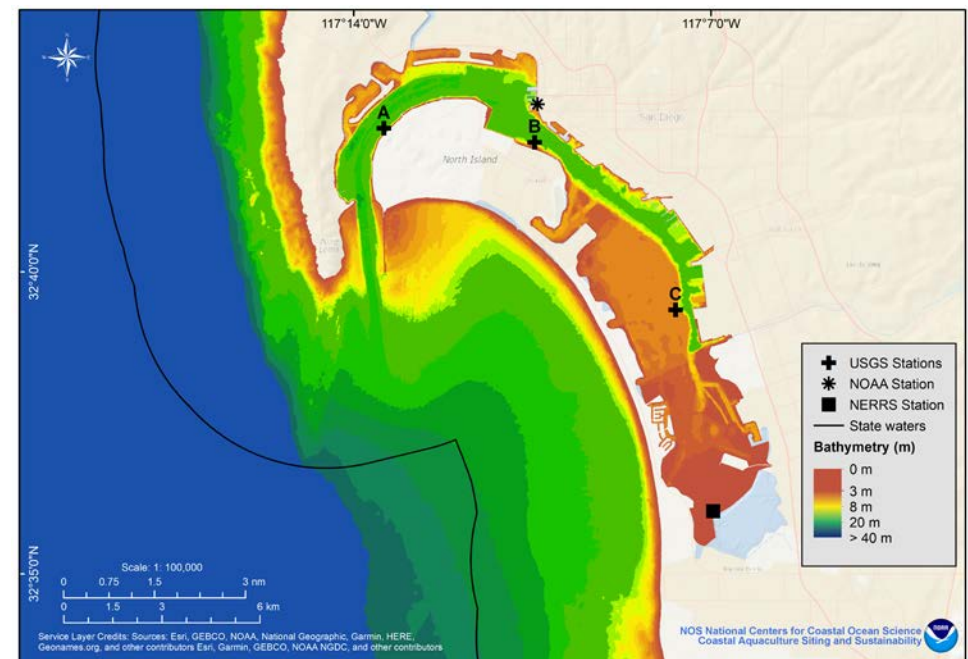 117°14'0"W
117°7'0"W
A
B
San Diego
North Island
32°40'0"N
C
USGS Stations
NOAA Station
NERRS Station
State waters
Bathymetry (m)
0 m
3 m
8 m
20 m
> 40 m
32°35'0"N
Scale: 1: 100,000
0 0.75 1.5 3 nm
0 1.5 3 6 km
Service Layer Credits: Sources: Esri, GEBCO, NOAA, National Geographic, Garmin, HERE,
Geonames.org, and other contributors Esri, Garmin, GEBCO, NOAA NGDC, and other contributors
NOS National Centers for Coastal Ocean Science
Coastal Aquaculture Siting and Sustainability